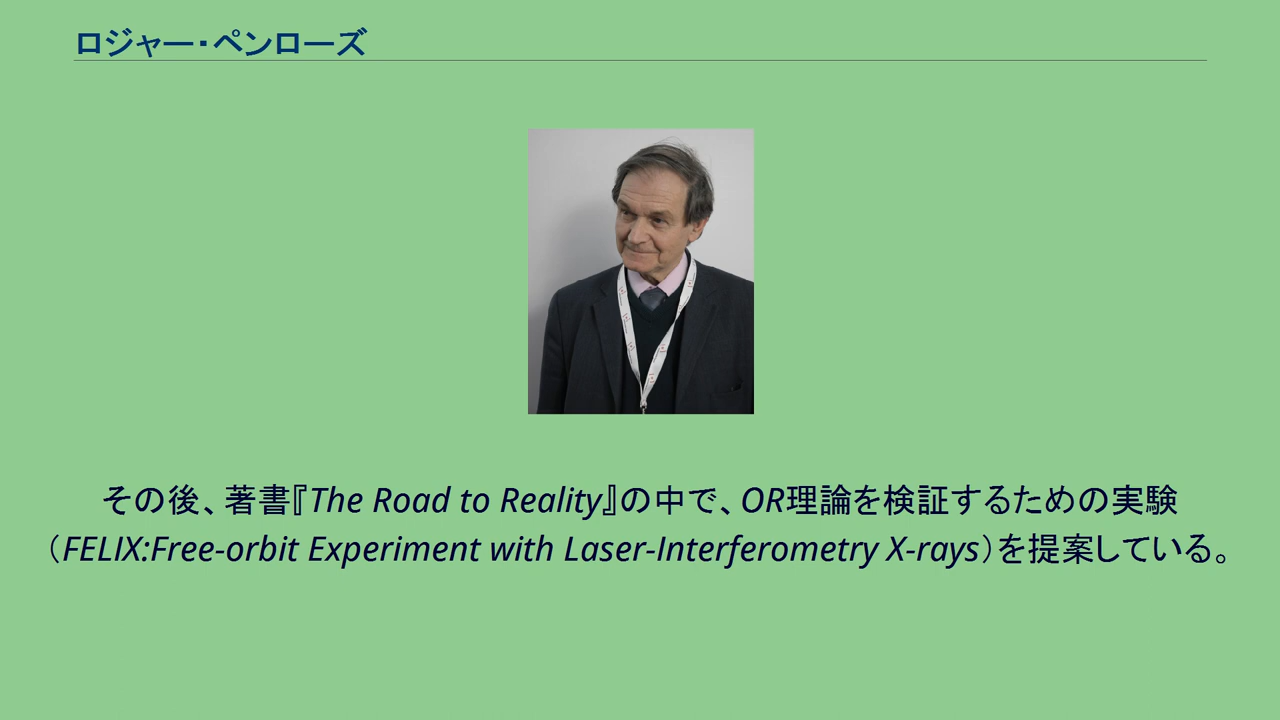 ロジャー・ペンローズ
その後、著書『The Road to Reality』の中で、OR理論を検証するための実験
（FELIX:Free-orbit Experiment with Laser-Interferometry X-rays）を提案している。